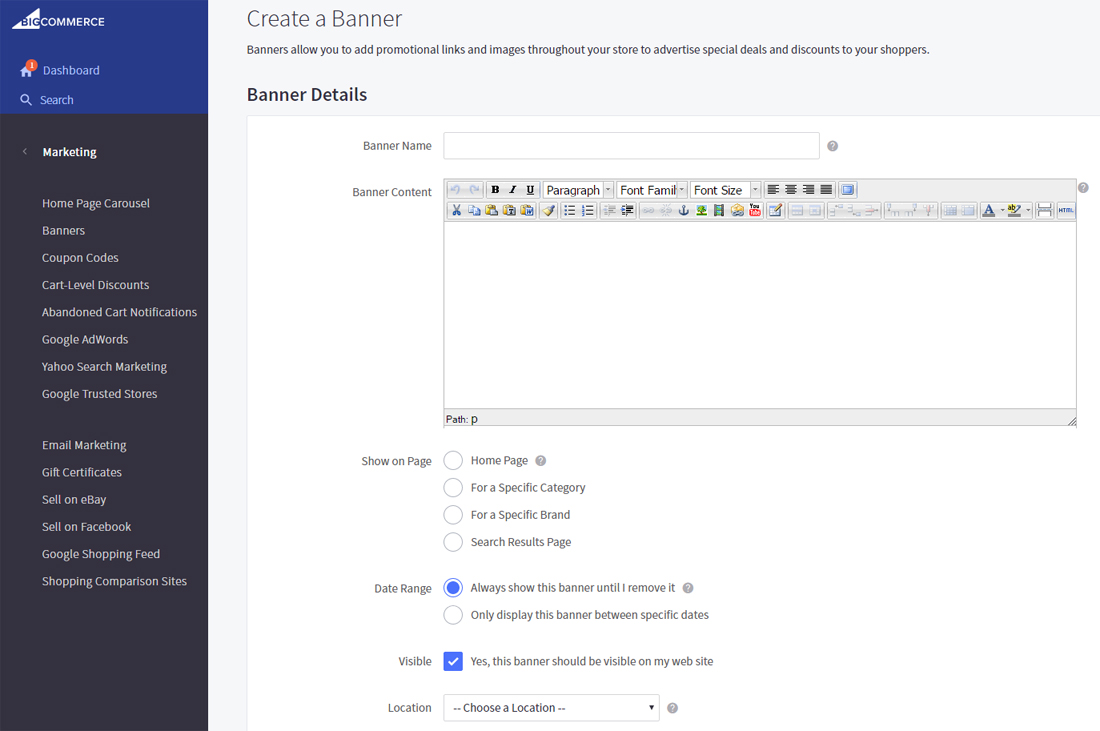 BIGCOMMERCE
1
Dashboard
Search
Marketing
Home Page Carousel
Banners
Coupon Codes
Cart-Level Discounts
Abandoned Cart Notifications
Google AdWords
Yahoo Search Marketing
Google Trusted Stores
Email Marketing
Gift Certificates
Sell on eBay
Sell on Facebook
Google Shopping Feed
Shopping Comparison Sites
Create a Banner
Banners allow you to add promotional links and images throughout your store to advertise special deals and discounts to your shoppers.
Banner Details
Banner Name ?
Banner Content
B I U Paragraph Font Famil Font Size ?
You Tube A ab HTML
Path: p
Show on Page
Home Page ?
For a Specific Category
For a Specific Brand
Search Results Page
Date Range
Always show this banner until I remove it ?
Only display this banner between specific dates
Visible
Yes, this banner should be visible on my web site
Location
-- Choose a Location -- ?